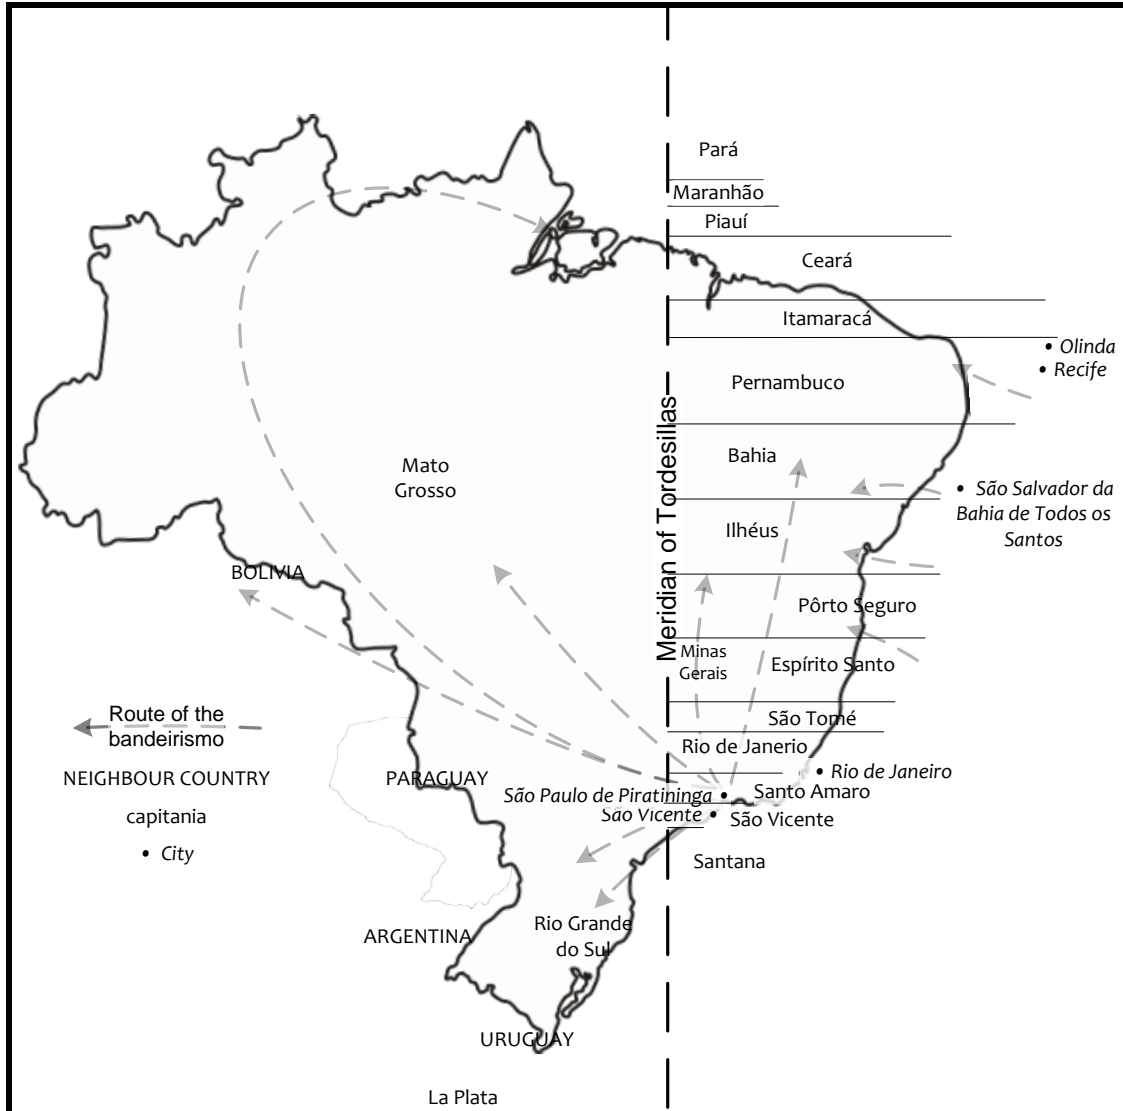 Pará
Maranhão
Piauí
Ceará
Itamaracá
• Olinda
• Recife
Pernambuco
Meridian of Tordesillas
Bahia
Mato
Grosso
• São Salvador da
Bahia de Todos os
Santos
Ilhéus
BOLIVIA
Pôrto Seguro
Minas
Gerais
Espírito Santo
São Tomé
Route of the
bandeirismo
Rio de Janerio
NEIGHBOUR COUNTRY
PARAGUAY
• Rio de Janeiro
São Paulo de Piratininga •
Santo Amaro
capitania
São Vicente •
São Vicente
• City
Santana
Rio Grande
do Sul
ARGENTINA
URUGUAY
La Plata